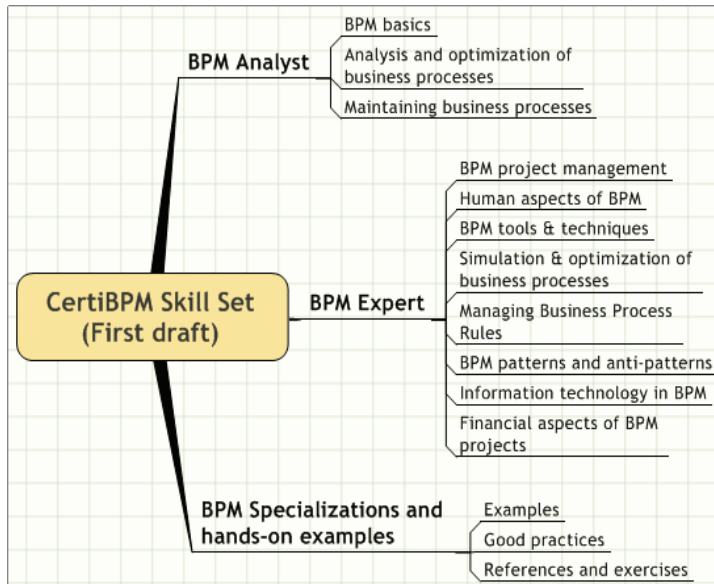 BPM Analyst
BPM basics
Analysis and optimization of
business processes
Maintaining business processes
CertiBPM Skill Set
(First draft)
BPM Expert
BPM project management
Human aspects of BPM
BPM tools & techniques
Simulation & optimization of
business processes
Managing Business Process
Rules
BPM patterns and anti-patterns
Information technology in BPM
Financial aspects of BPM
projects
BPM Specializations and
hands-on examples
Examples
Good practices
References and exercises